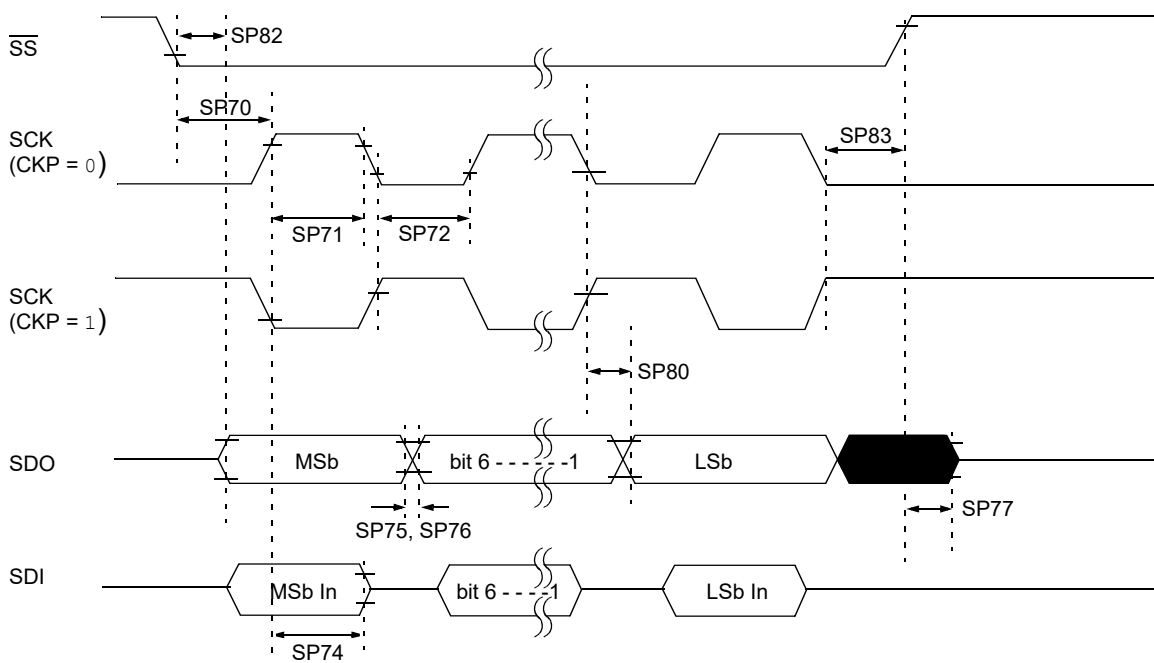 SS
SP82
SP70
SCK
(CKP = 0)
SP83
SP71
SP72
SCK
(CKP = 1)
SP80
SDO
MSb
bit 6 - - - - - -1
LSb
SP77
SP75, SP76
SDI
MSb In
bit 6 - - - - -1
LSb In
SP74